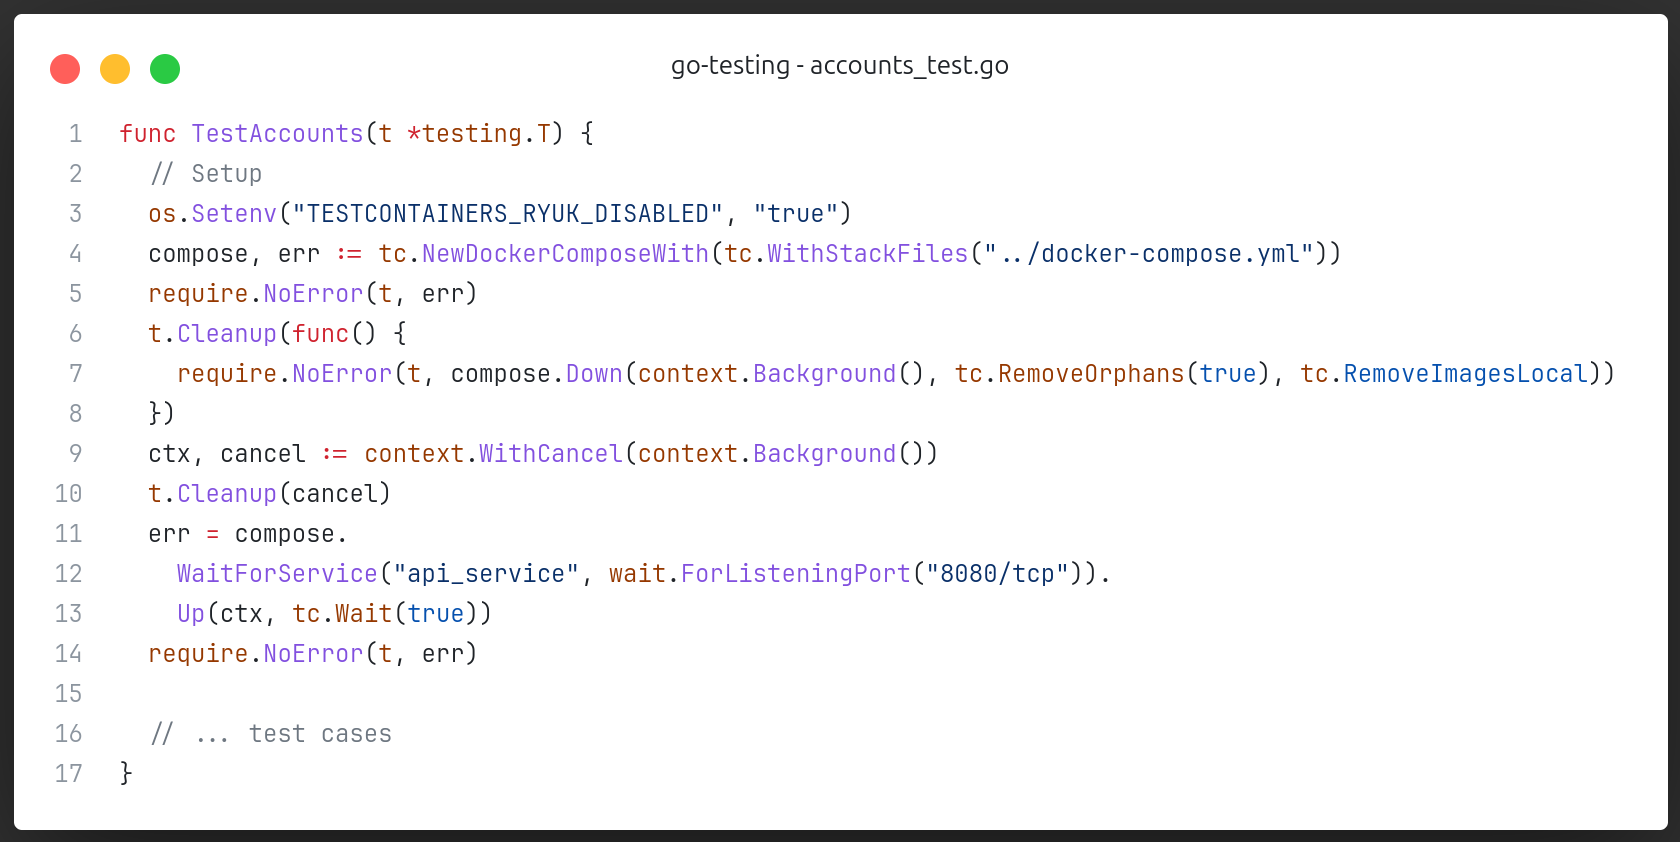 go-testing - accounts_test.go
1 func TestAccounts(t *testing.T) {
2   // Setup
3   os.Setenv("TESTCONTAINERS_RYUK_DISABLED", "true")
4   compose, err := tc.NewDockerComposeWith(tc.WithStackFiles("../docker-compose.yml"))
5   require.NoError(t, err)
6   t.Cleanup(func() {
7     require.NoError(t, compose.Down(context.Background(), tc.RemoveOrphans(true), tc.RemoveImagesLocal))
8   })
9   ctx, cancel := context.WithCancel(context.Background())
10   t.Cleanup(cancel)
11   err = compose.
12     WaitForService("api_service", wait.ForListeningPort("8080/tcp")).
13     Up(ctx, tc.Wait(true))
14   require.NoError(t, err)
15
16   // ... test cases
17 }